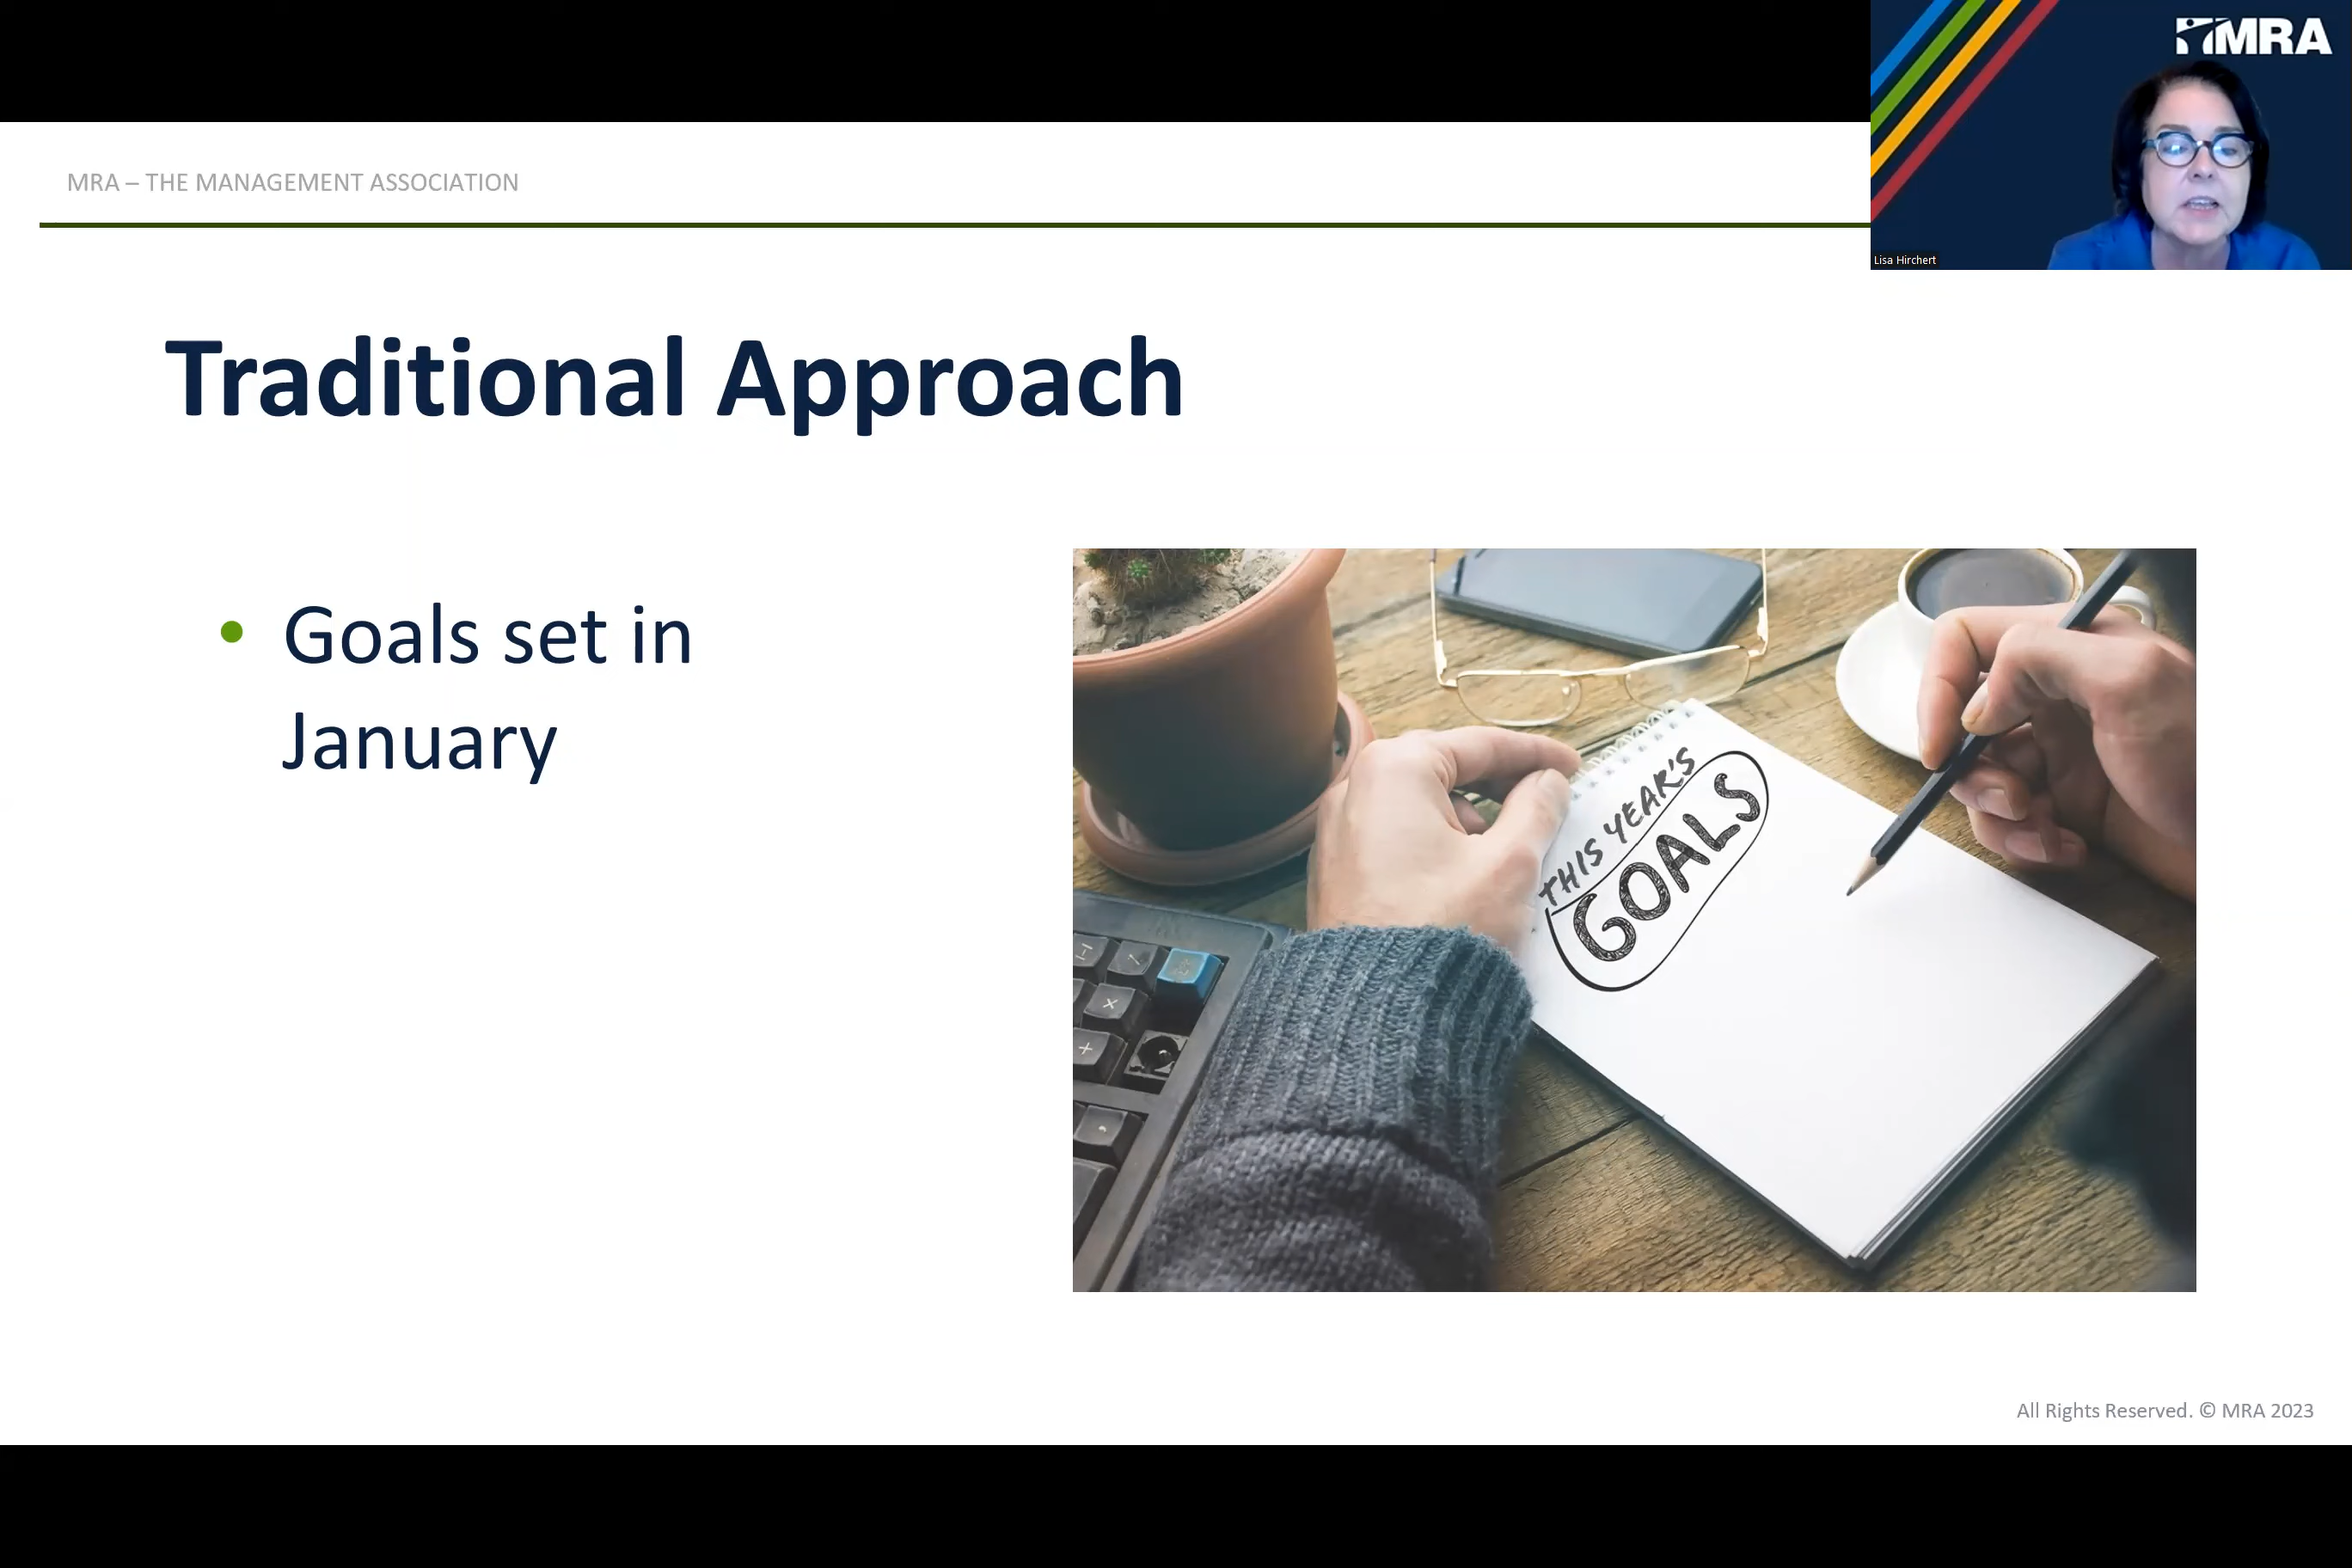 MRA
MRA – THE MANAGEMENT ASSOCIATION
Lisa Hirchert
Traditional Approach
• Goals set in
January
THIS YEAR'S
GOALS
All Rights Reserved. © MRA 2023